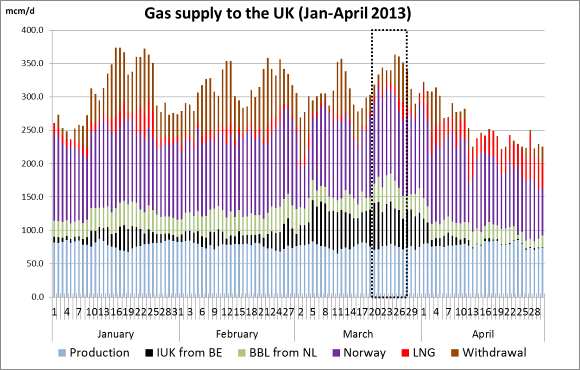 mcm/d
Gas supply to the UK (Jan-April 2013)
400.0
350.0
300.0
250.0
200.0
150.0
100.0
50.0
0.0
1 4 7 10 13 16 19 22 25 28 31 3 6 9 12 15 18 21 24 27 2 5 8 11 14 17 20 23 26 29 1 4 7 10 13 16 19 22 25 28
January February March April
Production IUK from BE BBL from NL Norway LNG Withdrawal